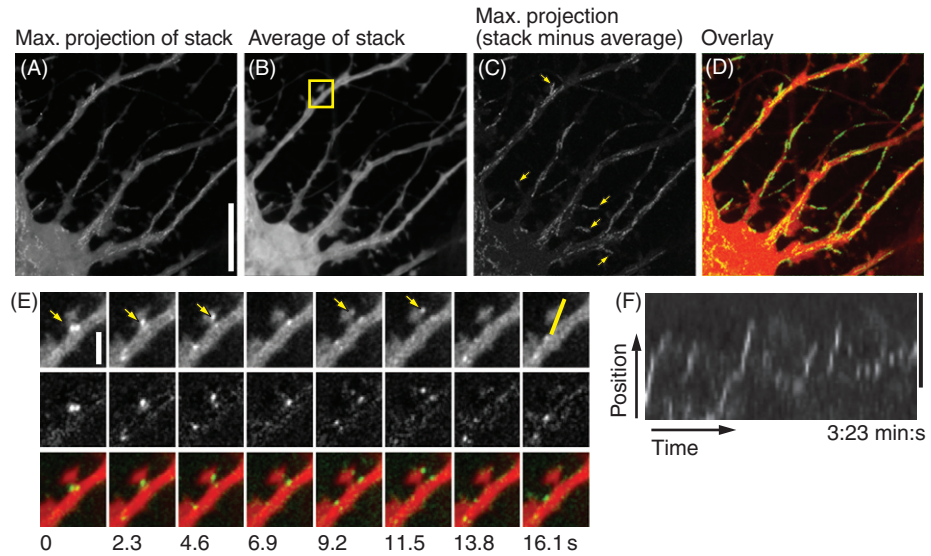 Max. projection of stack
Average of stack
Max. projection
(stack minus average)
Overlay
(A)
(B)
(C)
(D)
(E)
0
2.3
4.6
6.9
9.2
11.5
13.8
16.1 s
(F)
Position
Time
3:23 min:s